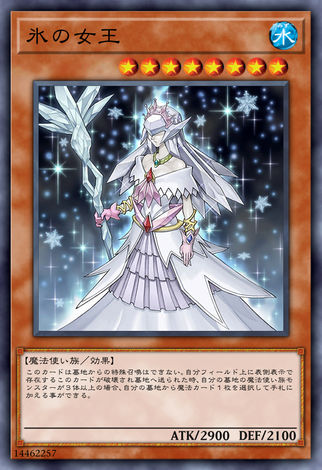 氷の女王
水
【魔法使い族／効果】
このカードは墓地からの特殊召喚はできない。自分フィールド上に表側表示で
存在するこのカードが破壊され墓地へ送られた時、自分の墓地の魔法使い族モ
ンスターが３体以上の場合、自分の墓地から魔法カード１枚を選択して手札に
加える事ができる。
ATK/2900 DEF/2100
14462257